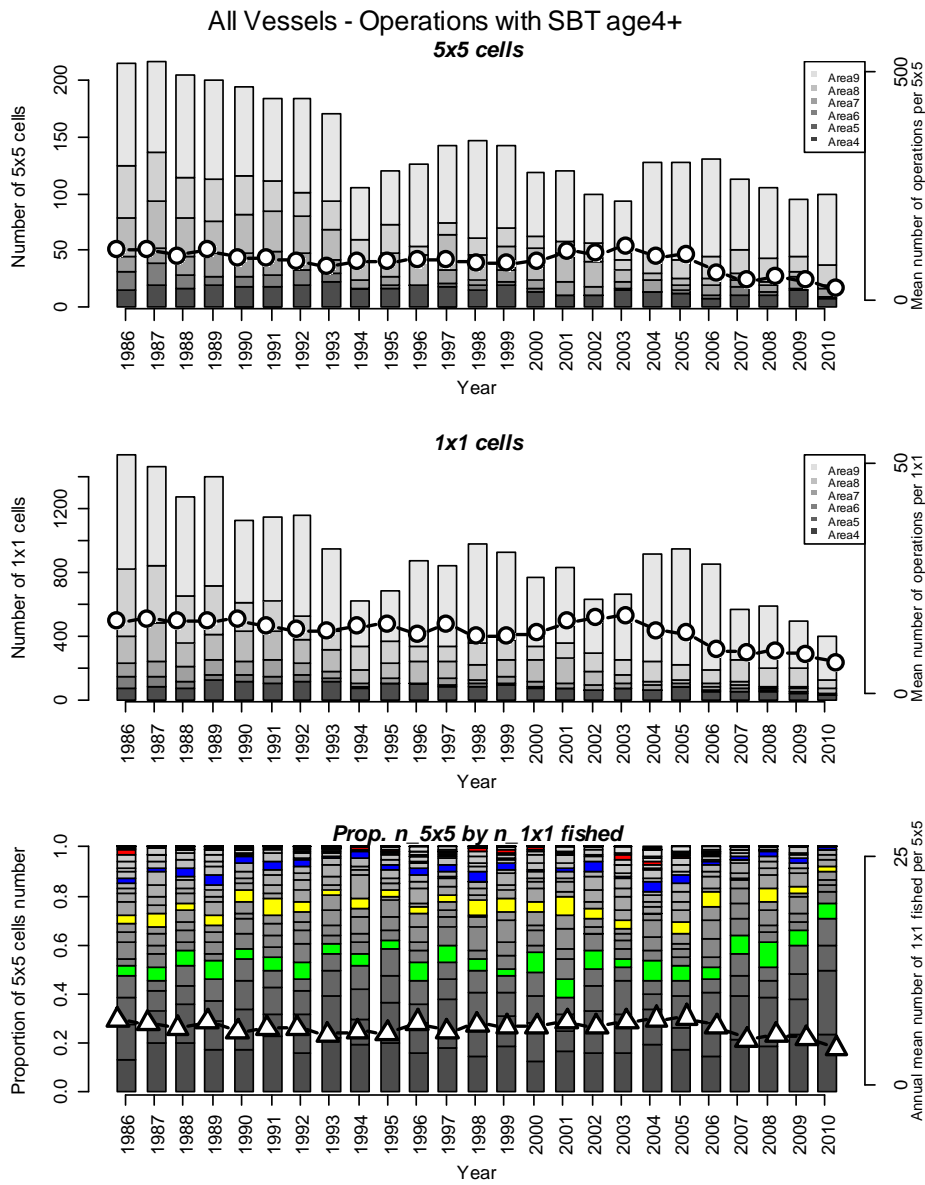 All Vessels - Operations with SBT age4+
5x5 cells
Number of 5x5 cells
0
50
100
150
200
Area9
Area8
Area7
Area6
Area5
Area4
500
0
Mean number of operations per 5x5
1986 1987 1988 1989 1990 1991 1992 1993 1994 1995 1996 1997 1998 1999 2000 2001 2002 2003 2004 2005 2006 2007 2008 2009 2010
Year
1x1 cells
Number of 1x1 cells
0
400
800
1200
Area9
Area8
Area7
Area6
Area5
Area4
50
0
Mean number of operations per 1x1
1986 1987 1988 1989 1990 1991 1992 1993 1994 1995 1996 1997 1998 1999 2000 2001 2002 2003 2004 2005 2006 2007 2008 2009 2010
Year
Prop. n_5x5 by n_1x1 fished
Proportion of 5x5 cells number
0.0
0.2
0.4
0.6
0.8
1.0
25
0
Annual mean number of 1x1 fished per 5x5
1986 1987 1988 1989 1990 1991 1992 1993 1994 1995 1996 1997 1998 1999 2000 2001 2002 2003 2004 2005 2006 2007 2008 2009 2010
Year